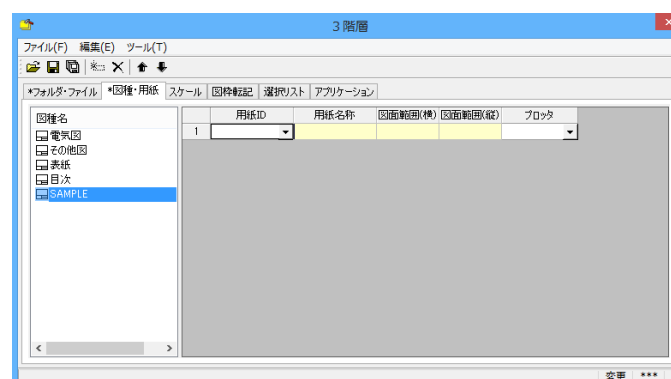 3階層
ファイル(F) 編集(E) ツール(T)
*フォルダ・ファイル *図種・用紙 スケール 図枠転記 選択リスト アプリケーション
図種名
電気図
その他図
表紙
目次
SAMPLE
用紙ID 用紙名称 図面範囲(横) 図面範囲(縦) プロッタ
1
変更 ***